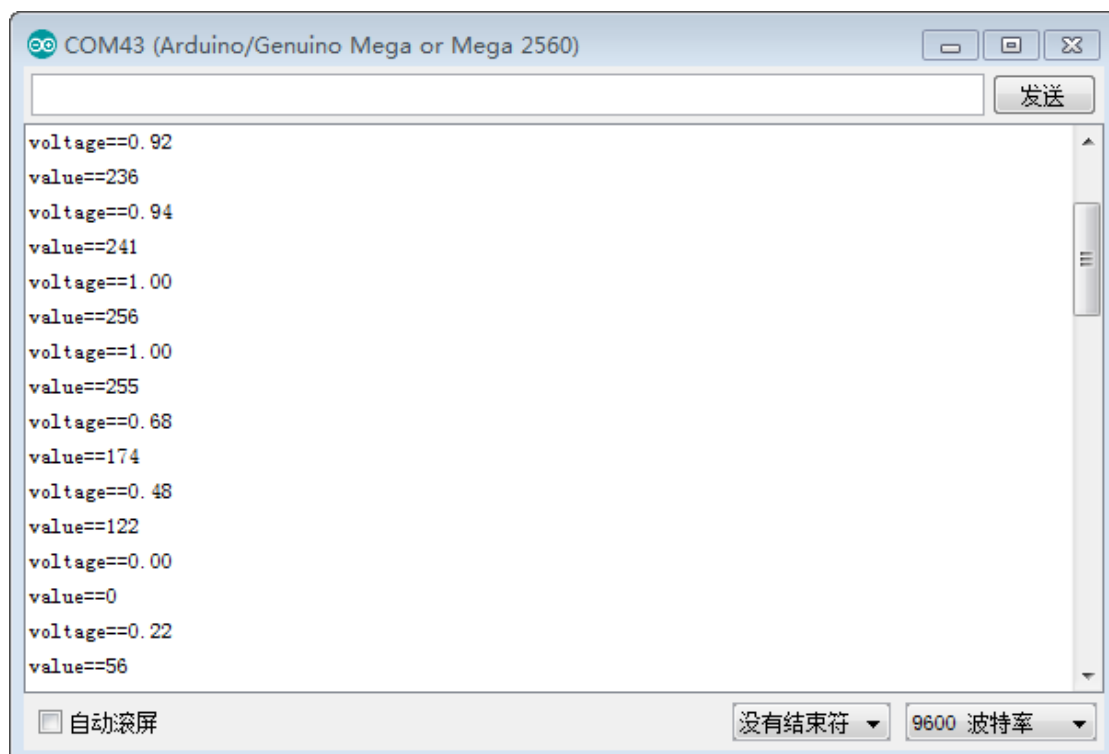 COM43 (Arduino/Genuino Mega or Mega 2560)
发送
voltage==0.92
value==236
voltage==0.94
value==241
voltage==1.00
value==256
voltage==1.00
value==255
voltage==0.68
value==174
voltage==0.48
value==122
voltage==0.00
value==0
voltage==0.22
value==56
自动滚屏
没有结束符
9600 波特率